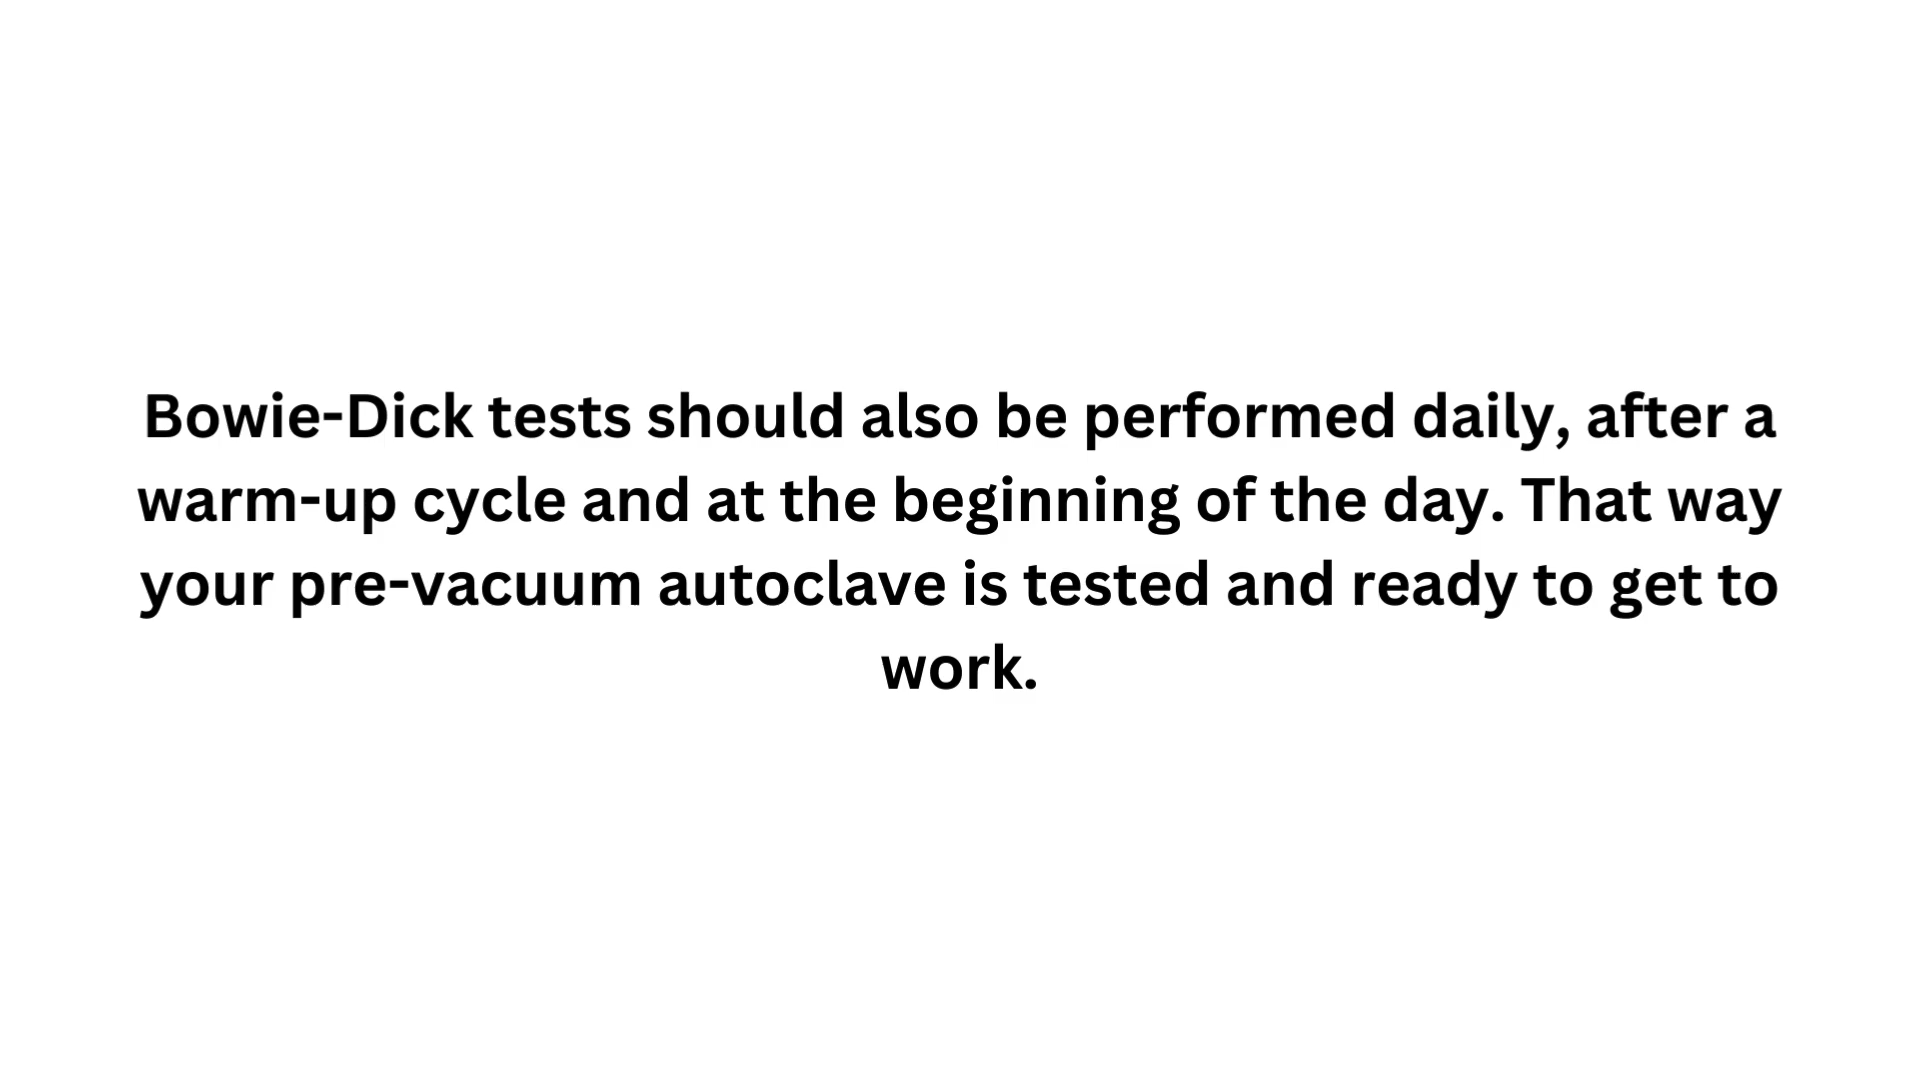 Bowie-Dick tests should also be performed daily, after a
warm-up cycle and at the beginning of the day. That way
your pre-vacuum autoclave is tested and ready to get to
work.